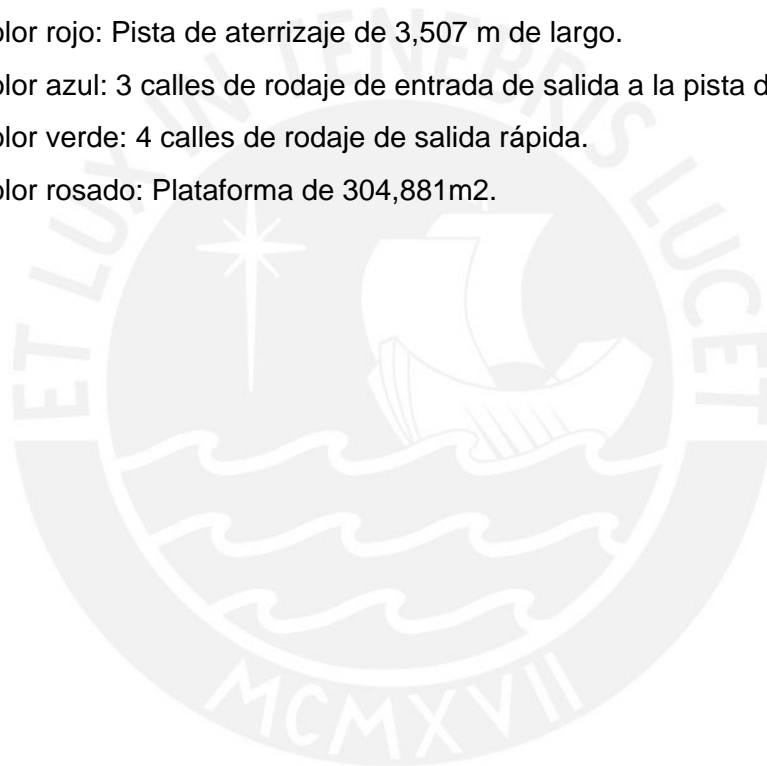 olor rojo: Pista de aterrizaje de 3,507 m de largo.
olor azul: 3 calles de rodaje de entrada de salida a la pista d
olor verde: 4 calles de rodaje de salida rápida.
olor rosado: Plataforma de 304,881m2.
ET LUX IN TENEBRIS LUCET
MCMXVII